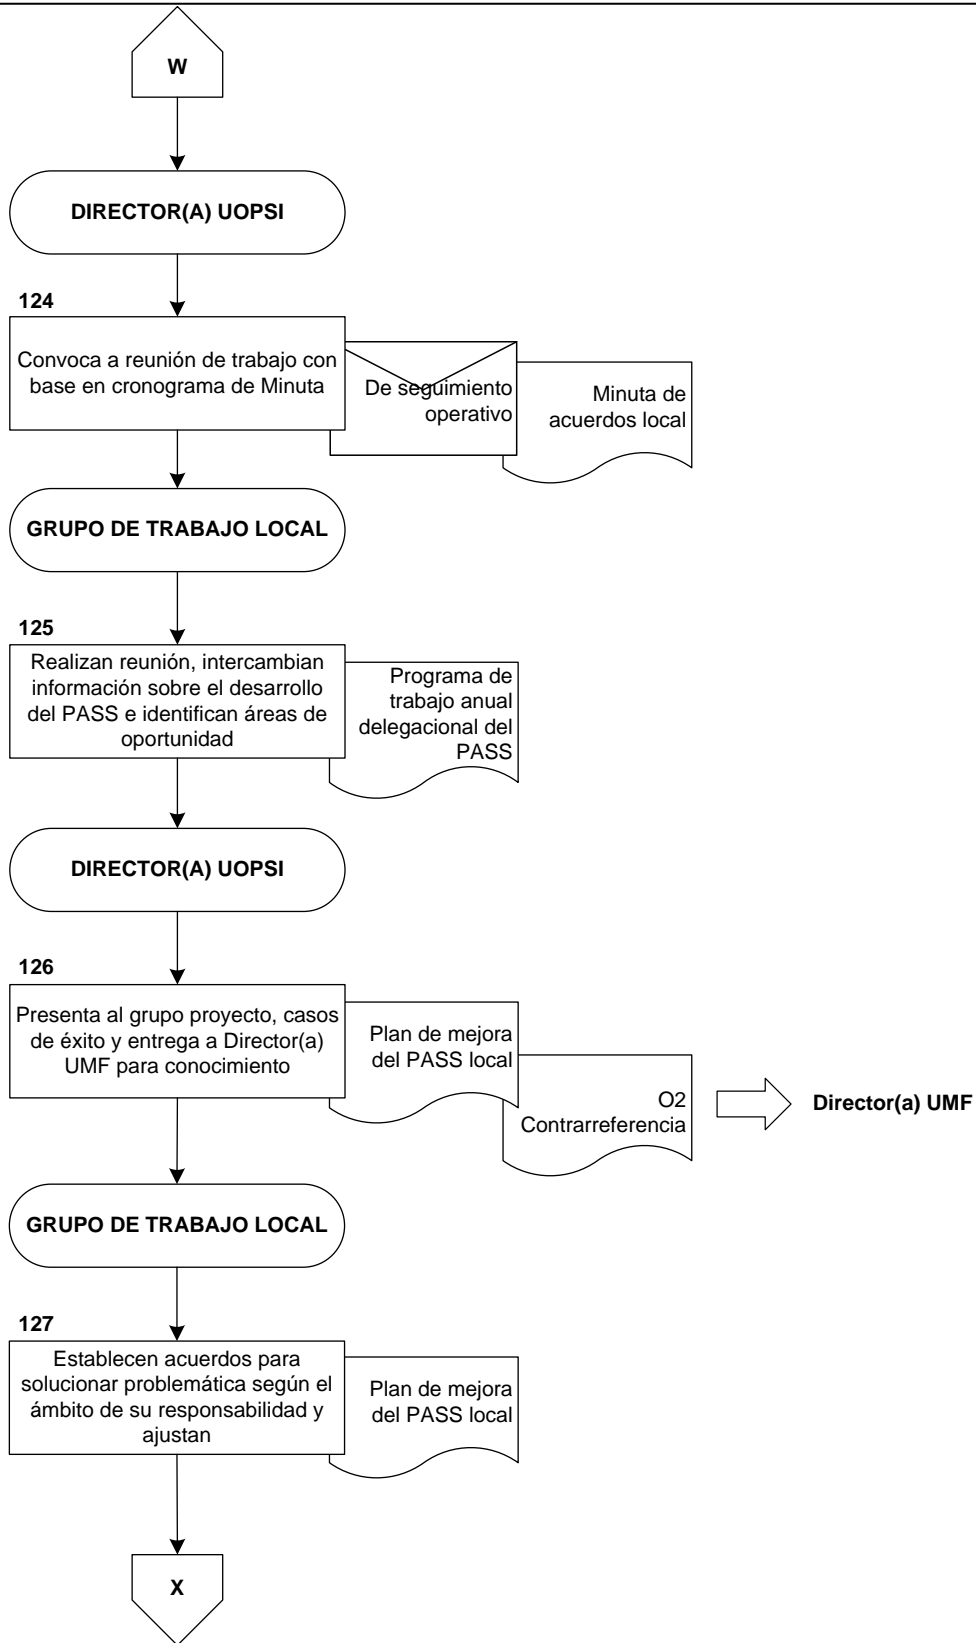 W
DIRECTOR(A) UOPSI
124
Convoca a reunión de trabajo con
base en cronograma de Minuta
De seguimiento
operativo
Minuta de
acuerdos local
GRUPO DE TRABAJO LOCAL
125
Realizan reunión, intercambian
información sobre el desarrollo
del PASS e identifican áreas de
oportunidad
Programa de
trabajo anual
delegacional del
PASS
DIRECTOR(A) UOPSI
126
Presenta al grupo proyecto, casos
de éxito y entrega a Director(a)
UMF para conocimiento
Plan de mejora
del PASS local
O2
Contrarreferencia
Director(a) UMF
GRUPO DE TRABAJO LOCAL
127
Establecen acuerdos para
solucionar problemática según el
ámbito de su responsabilidad y
ajustan
Plan de mejora
del PASS local
X